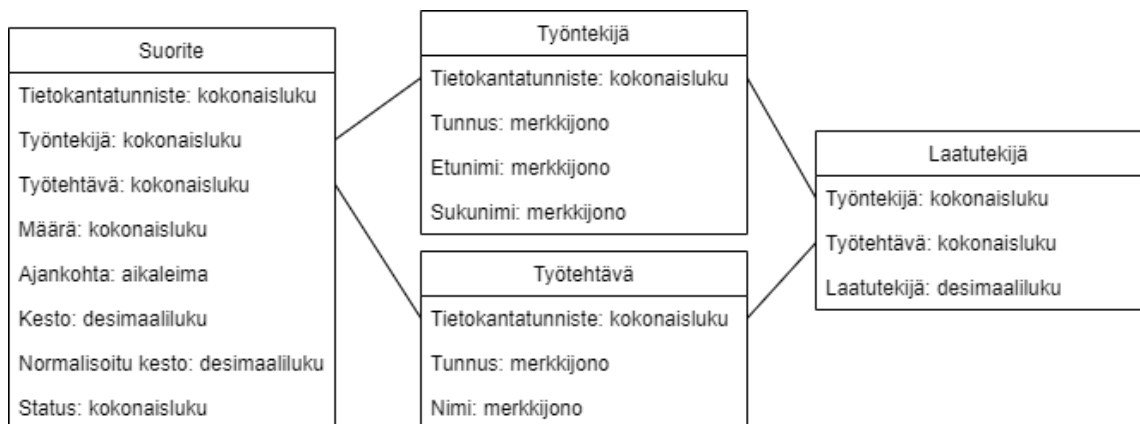 Suorite
Tietokantatunniste: kokonaisluku
Työntekijä: kokonaisluku
Työtehtävä: kokonaisluku
Määrä: kokonaisluku
Ajankohta: aikaleima
Kesto: desimaaliluku
Normalisoitu kesto: desimaaliluku
Status: kokonaisluku
Työntekijä
Tietokantatunniste: kokonaisluku
Tunnus: merkkijono
Etunimi: merkkijono
Sukunimi: merkkijono
Työtehtävä
Tietokantatunniste: kokonaisluku
Tunnus: merkkijono
Nimi: merkkijono
Laatutekijä
Työntekijä: kokonaisluku
Työtehtävä: kokonaisluku
Laatutekijä: desimaaliluku